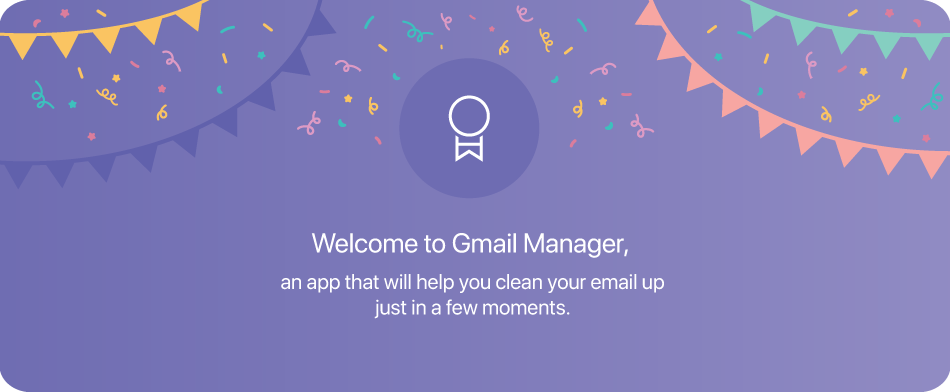 Welcome to Gmail Manager,
an app that will help you clean your email up
just in a few moments.